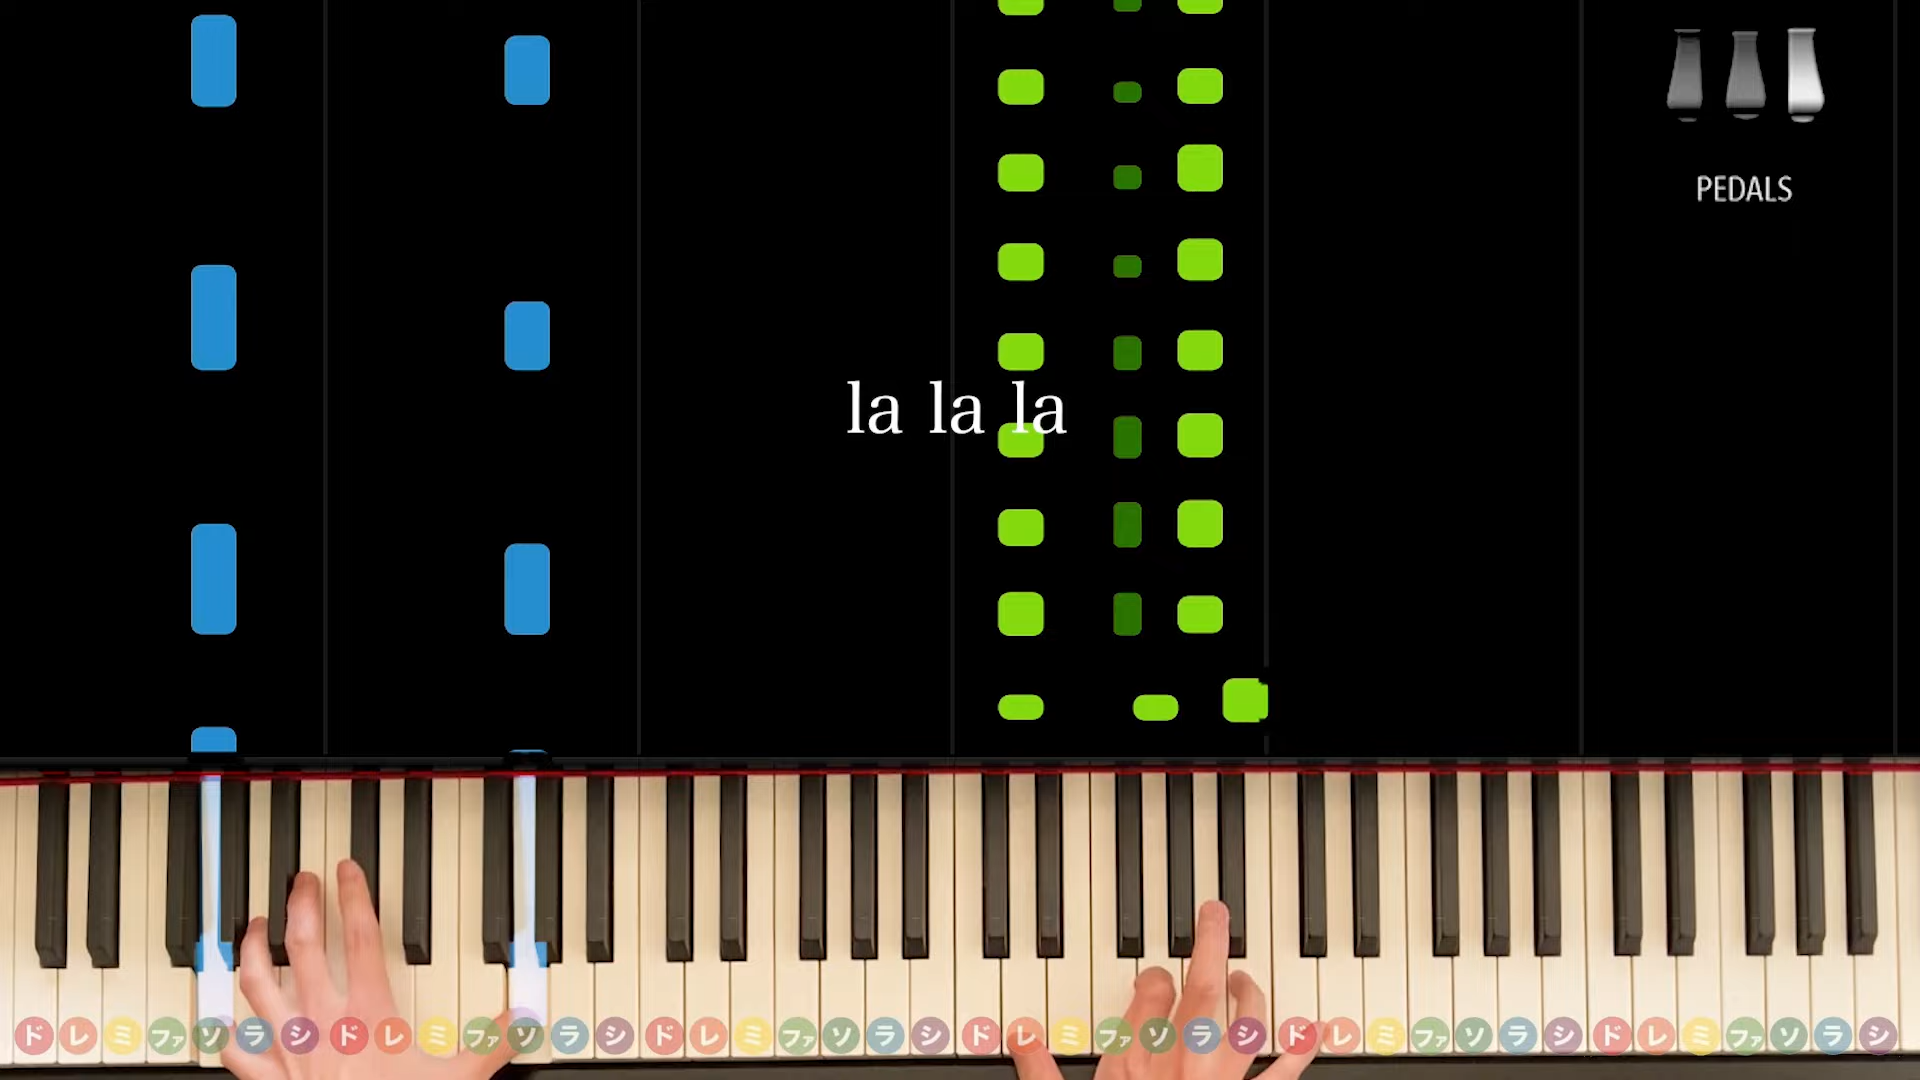 PEDALS
la la la
ド レ ミ ファ ソ ラ シ ド レ ミ ファ ソ ラ シ ド レ ミ ファ ソ ラ シ ド レ ミ ファ ソ ラ シ ド レ ミ ファ ソ ラ シ ド レ ミ ファ ソ ラ シ